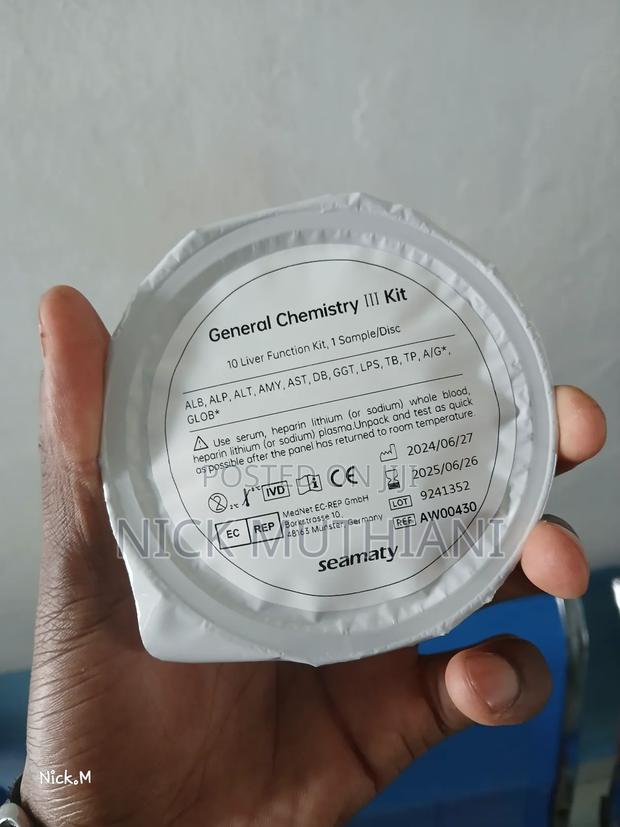 General Chemistry III Kit
10 Liver Function Kit, 1 Sample/Disc
ALB, ALP, ALT, AMY, AST, DB, GGT, LPS, TB, TP, A/G*,
GLOB*
Use serum, heparin lithium (or sodium) whole blood,
heparin lithium (or sodium) plasma.Unpack and test as quick
as possible after the panel has returned to room temperature.
2024/06/27
2025/06/26
LOT 9241352
REF AW00430
2 2℃ 8℃ IVD i CE
EC REP
MedNet EC-REP GmbH
Borkstrasse 10,
48163 Münster, Germany
seamaty
POSTED ON JIJI
NICK MUTHIANI
Nick.M